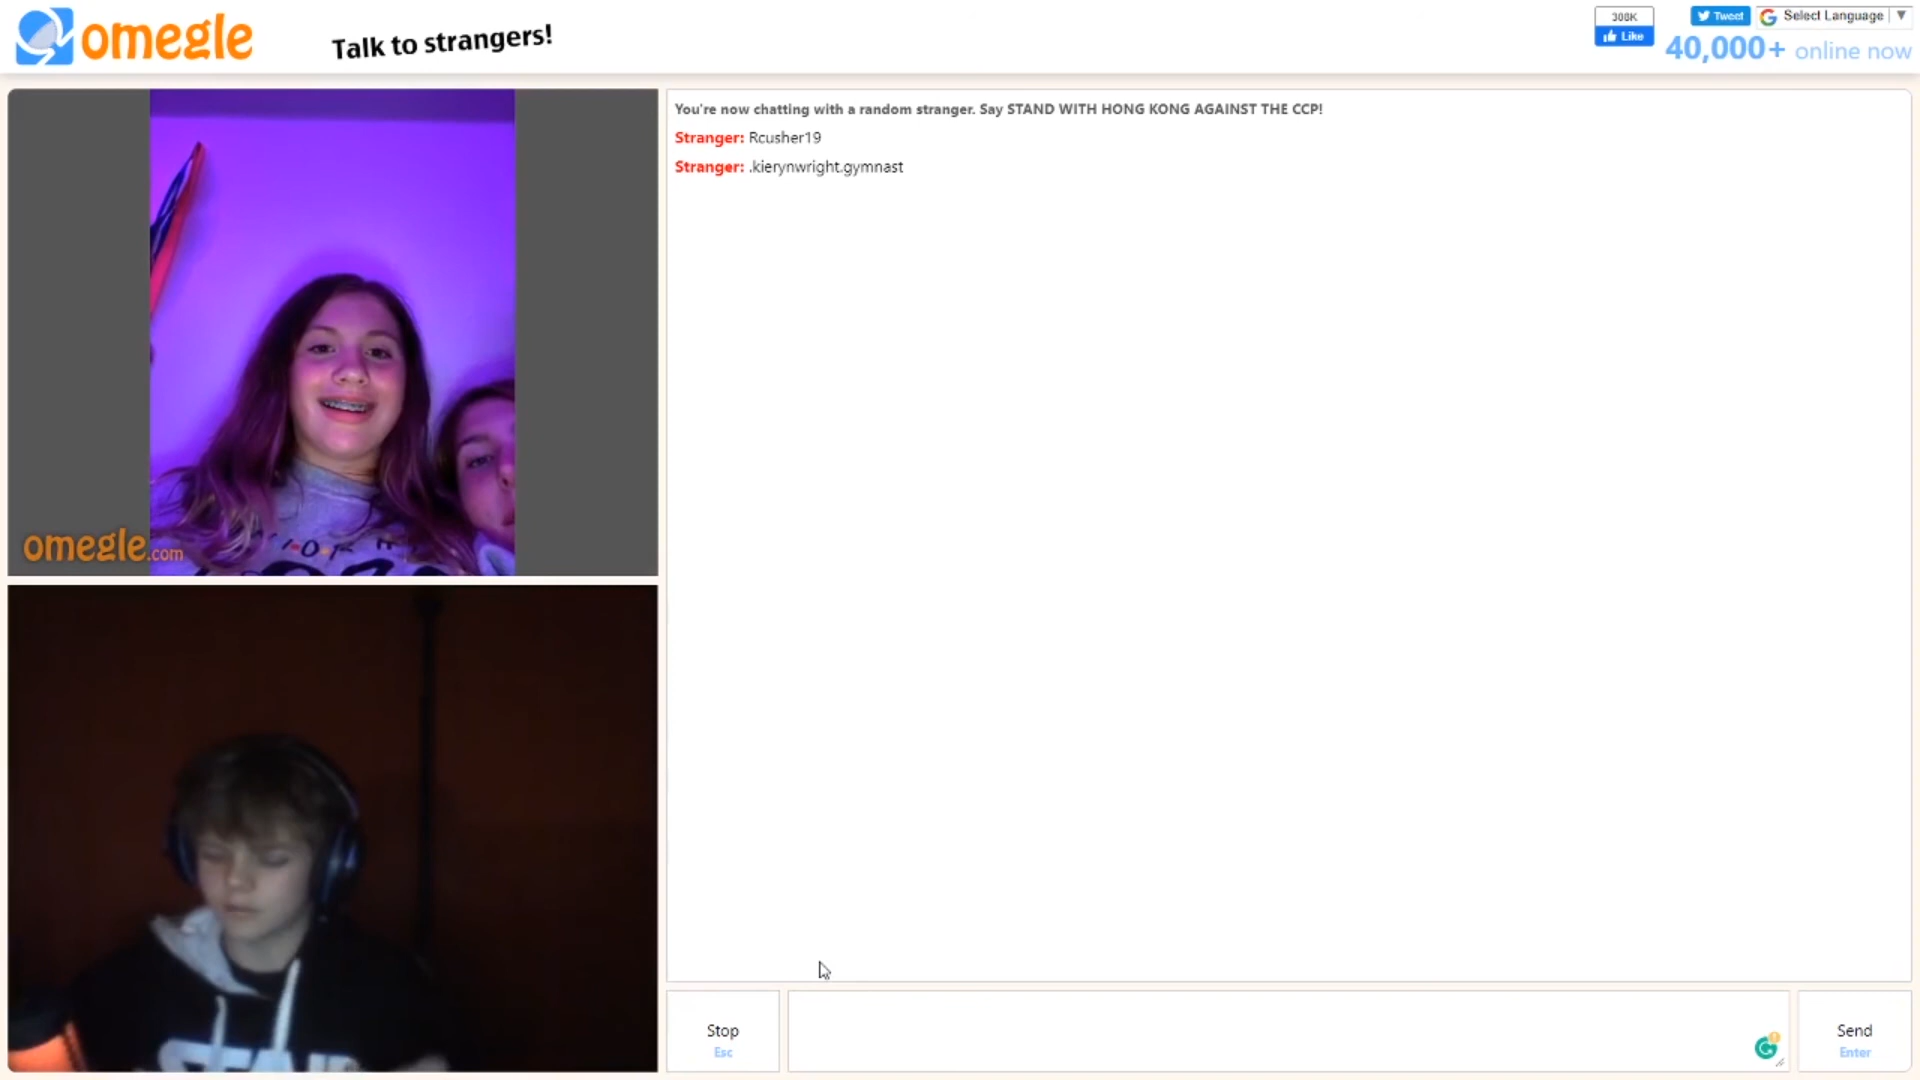 omegle
Talk to strangers!
308K
Like
Tweet
Select Language
40,000+ online now
You're now chatting with a random stranger. Say STAND WITH HONG KONG AGAINST THE CCP!
Stranger: Rcusher19
Stranger: .kierynwright.gymnast
omegle.com
Stop
Esc
Send
Enter